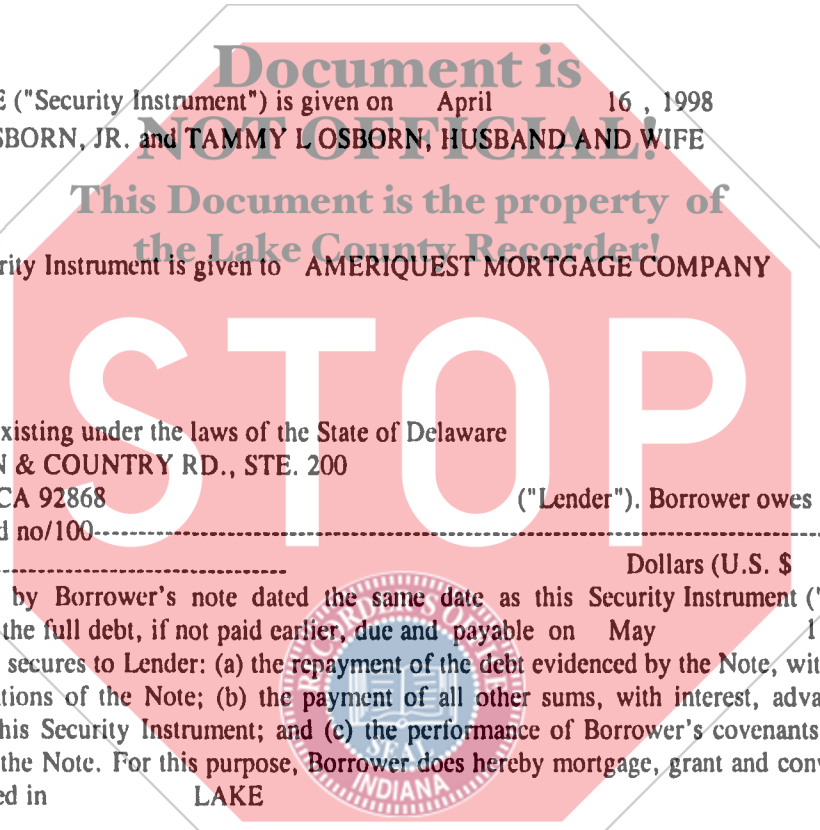 Document is
E ("Security Instrument") is given on April 16 , 1998
NOT OFFICIAL!
SBORN, JR. and TAMMY L OSBORN, HUSBAND AND WIFE
This Document is the property of
the Lake County Recorder!
rity Instrument is given to AMERIQUEST MORTGAGE COMPANY
STOP
xisting under the laws of the State of Delaware
N & COUNTRY RD., STE. 200
CA 92868 ("Lender"). Borrower owes
d no/100-------------------------------------------------------------------
--------------------------- Dollars (U.S. $
by Borrower's note dated the same date as this Security Instrument ("
the full debt, if not paid earlier, due and payable on May 1
secures to Lender: (a) the repayment of the debt evidenced by the Note, wit
tions of the Note; (b) the payment of all other sums, with interest, adva
his Security Instrument; and (c) the performance of Borrower's covenants
the Note. For this purpose, Borrower does hereby mortgage, grant and conv
ed in LAKE
RECORDER'S OFFICE
SEAL
INDIANA